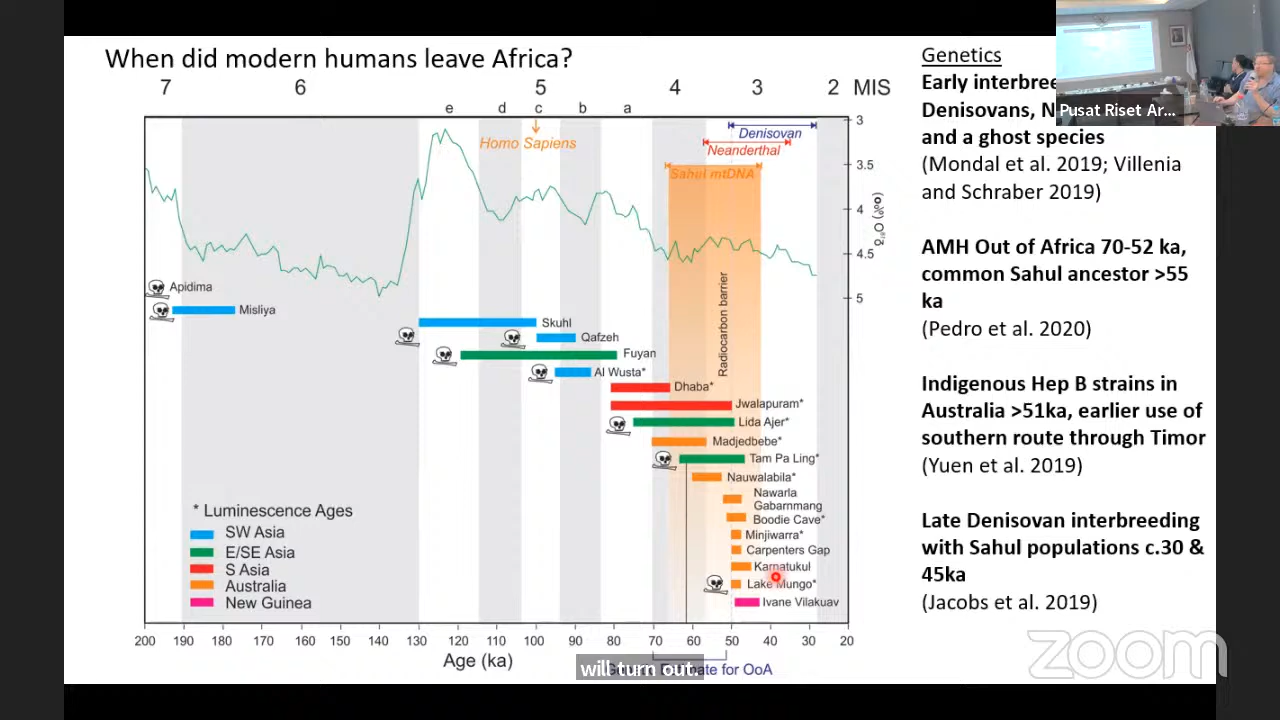 When did modern humans leave Africa?
7 6 5 4 3 2 MIS
e d c b a
Homo Sapiens
Denisovan
Neanderthal
Sahul mtDNA
3
3.5
4
4.5
5
δ¹⁸O (‰)
Radiocarbon barrier
Apidima
Misliya
Skuhl
Qafzeh
Fuyan
Al Wusta*
Dhaba*
Jwalapuram*
Lida Ajer*
Madjedbebe*
Tam Pa Ling*
Nauwalabila*
Nawarla
Gabarnmang
Boodie Cave*
Minjiwarra*
Carpenters Gap
Karnatukul
Lake Mungo*
Ivane Vilakuav
* Luminescence Ages
SW Asia
E/SE Asia
S Asia
Australia
New Guinea
200 190 180 170 160 150 140 130 120 110 100 90 80 70 60 50 40 30 20
Age (ka)
for OoA
will turn out.
Genetics
Early
Denisovans,
and a ghost species
(Mondal et al. 2019; Villenia
and Schraber 2019)
AMH Out of Africa 70-52 ka,
common Sahul ancestor >55
ka
(Pedro et al. 2020)
Indigenous Hep B strains in
Australia >51ka, earlier use of
southern route through Timor
(Yuen et al. 2019)
Late Denisovan interbreeding
with Sahul populations c.30 &
45ka
(Jacobs et al. 2019)
Pusat Riset Ar...
zoom